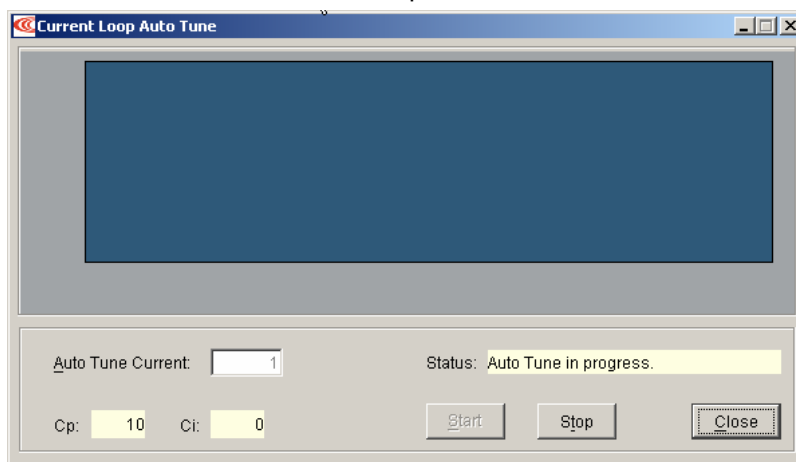 Current Loop Auto Tune
Auto Tune Current: 1
Status: Auto Tune in progress.
Cp: 10 Ci: 0
Start Stop Close